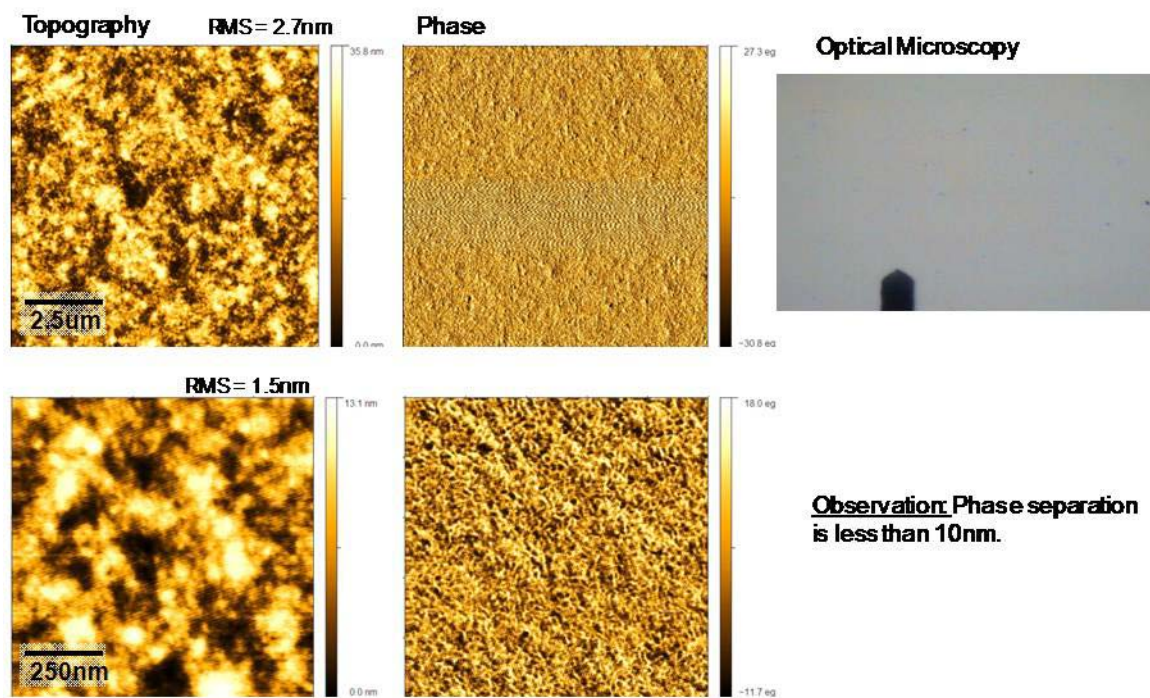 Topography
RMS = 2.7nm
Phase
Optical Microscopy
35.8 nm
27.3 eg
2.5um
0.0 nm
−30.8 eg
RMS = 1.5nm
13.1 nm
18.0 eg
Observation: Phase separation
is less than 10nm.
250nm
0.0 nm
−11.7 eg